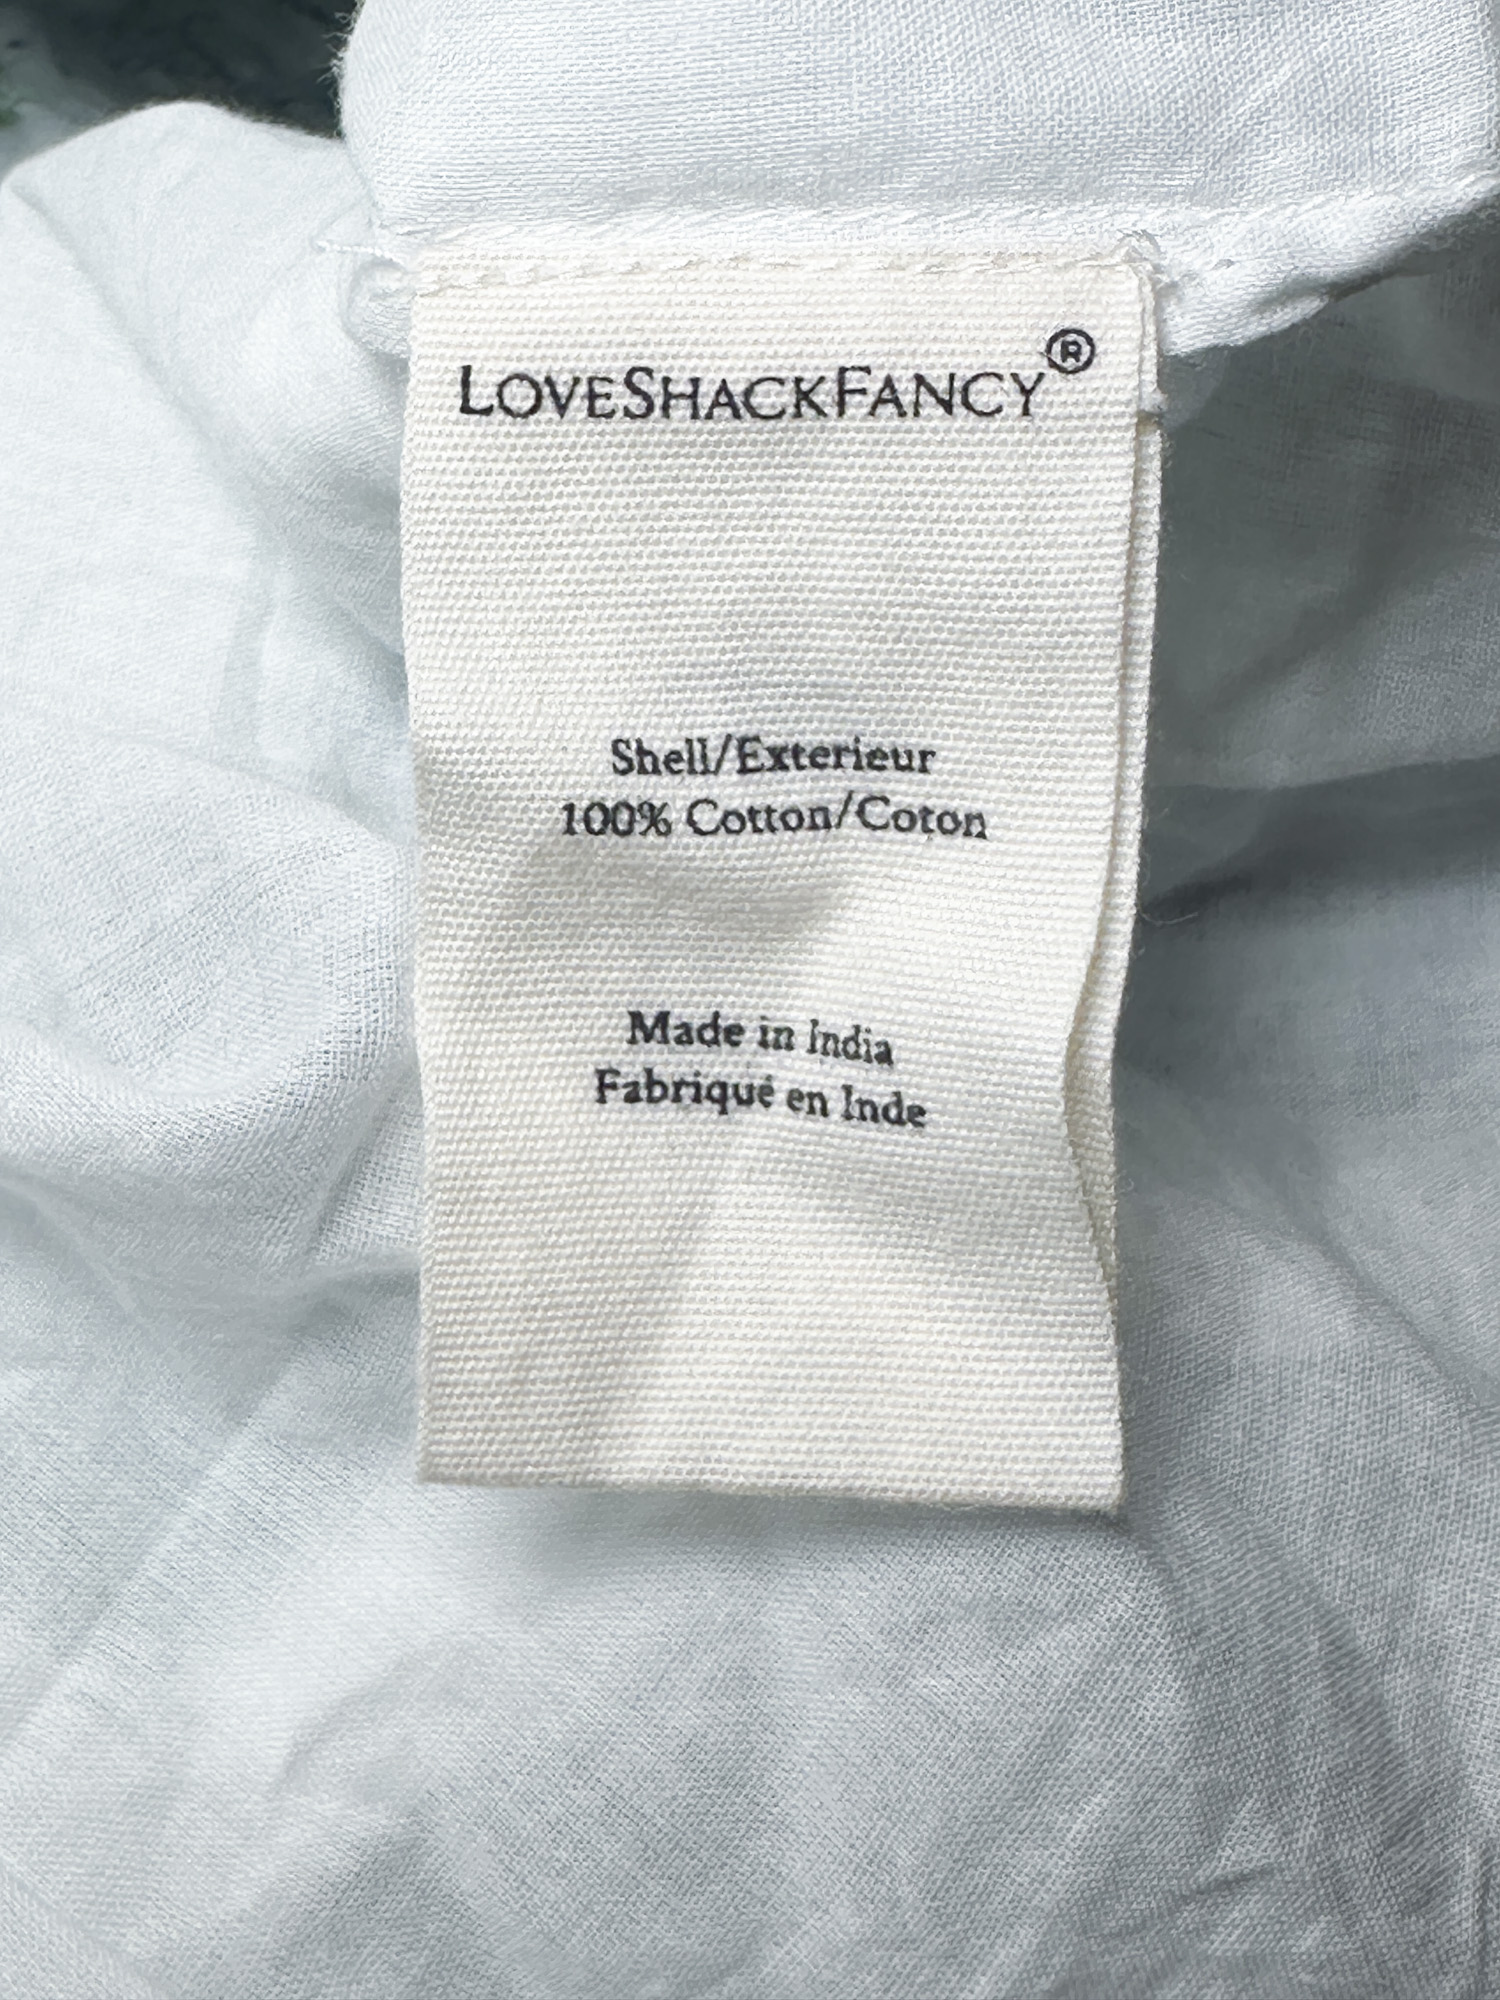 LOVESHACKFANCY®
Shell/Exterieur
100% Cotton/Coton
Made in India
Fabriqué en Inde